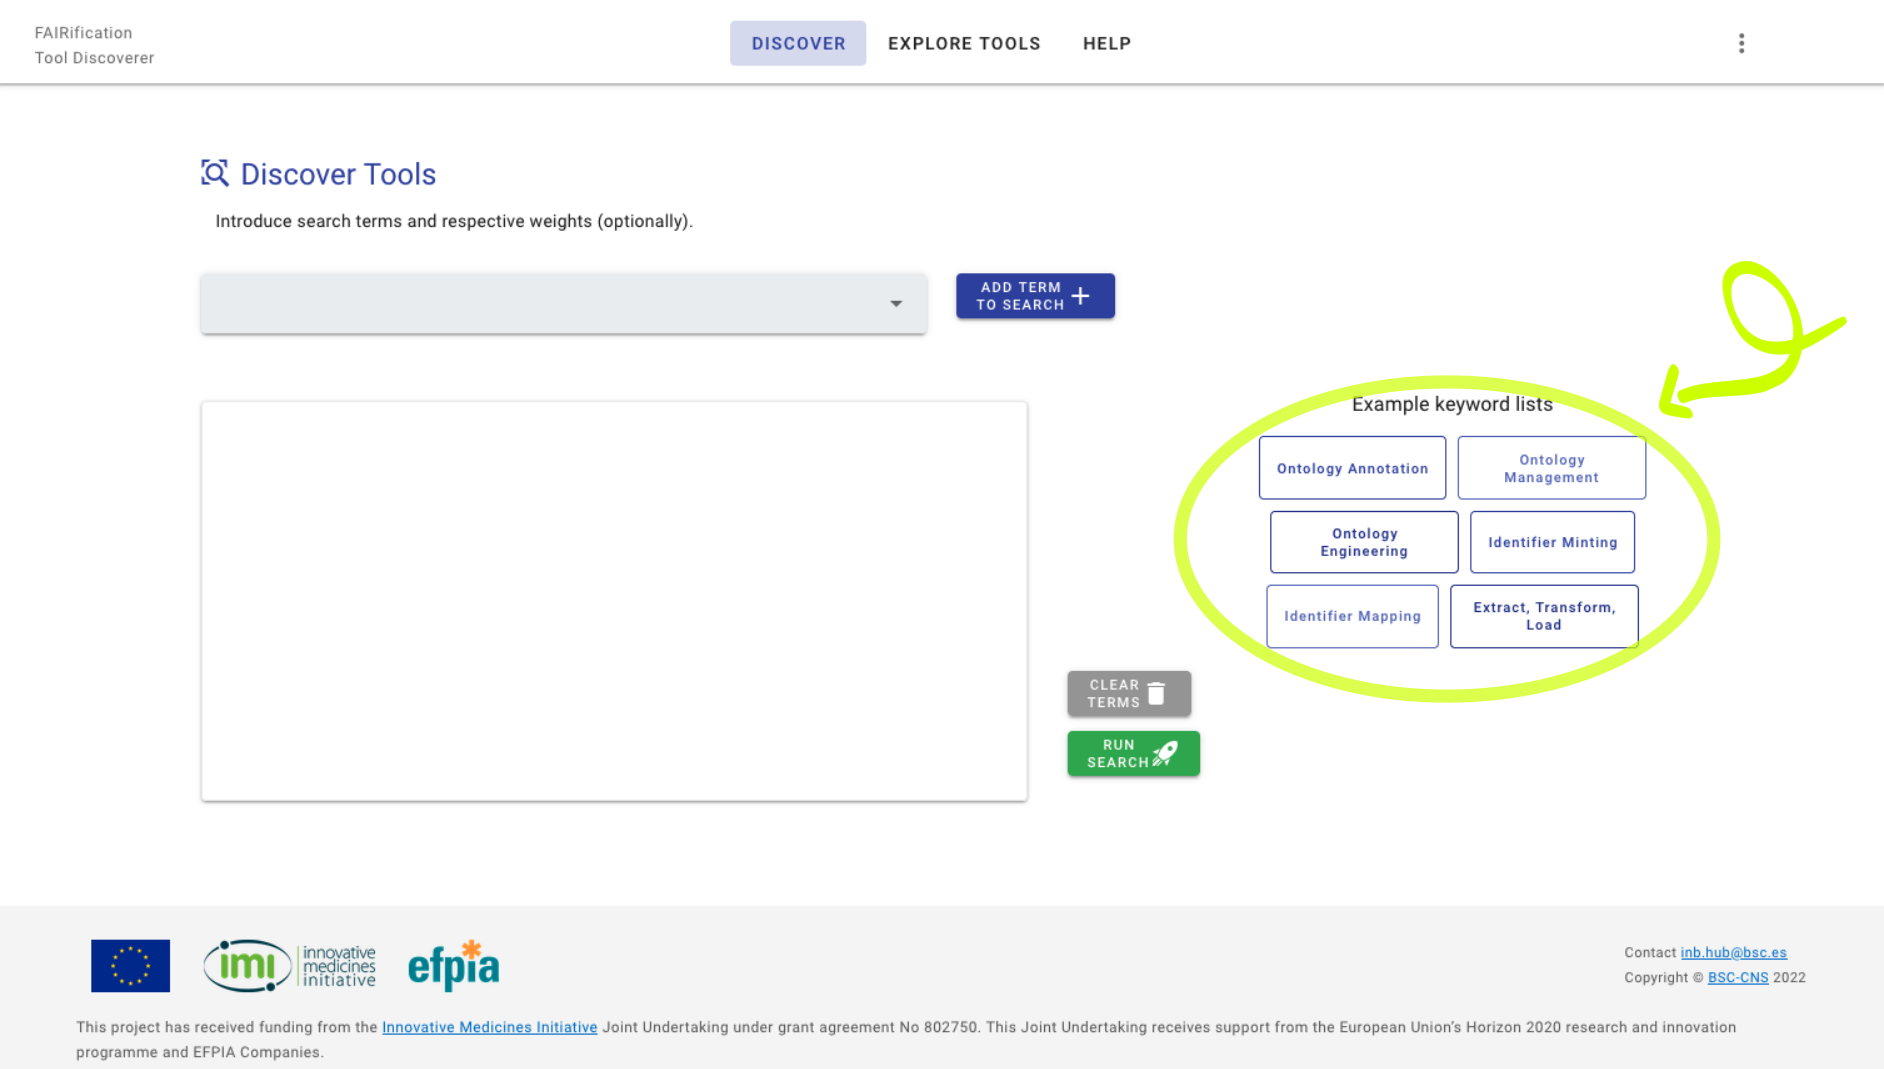 FAIRification
Tool Discoverer
DISCOVER
EXPLORE TOOLS
HELP
Discover Tools
Introduce search terms and respective weights (optionally).
ADD TERM
TO SEARCH
Example keyword lists
Ontology Annotation
Ontology
Management
Ontology
Engineering
Identifier Minting
Identifier Mapping
Extract, Transform,
Load
CLEAR
TERMS
RUN
SEARCH
imi
innovative
medicines
initiative
efpia
Contact inb.hub@bsc.es
Copyright © BSC-CNS 2022
This project has received funding from the Innovative Medicines Initiative Joint Undertaking under grant agreement No 802750. This Joint Undertaking receives support from the European Union's Horizon 2020 research and innovation
programme and EFPIA Companies.